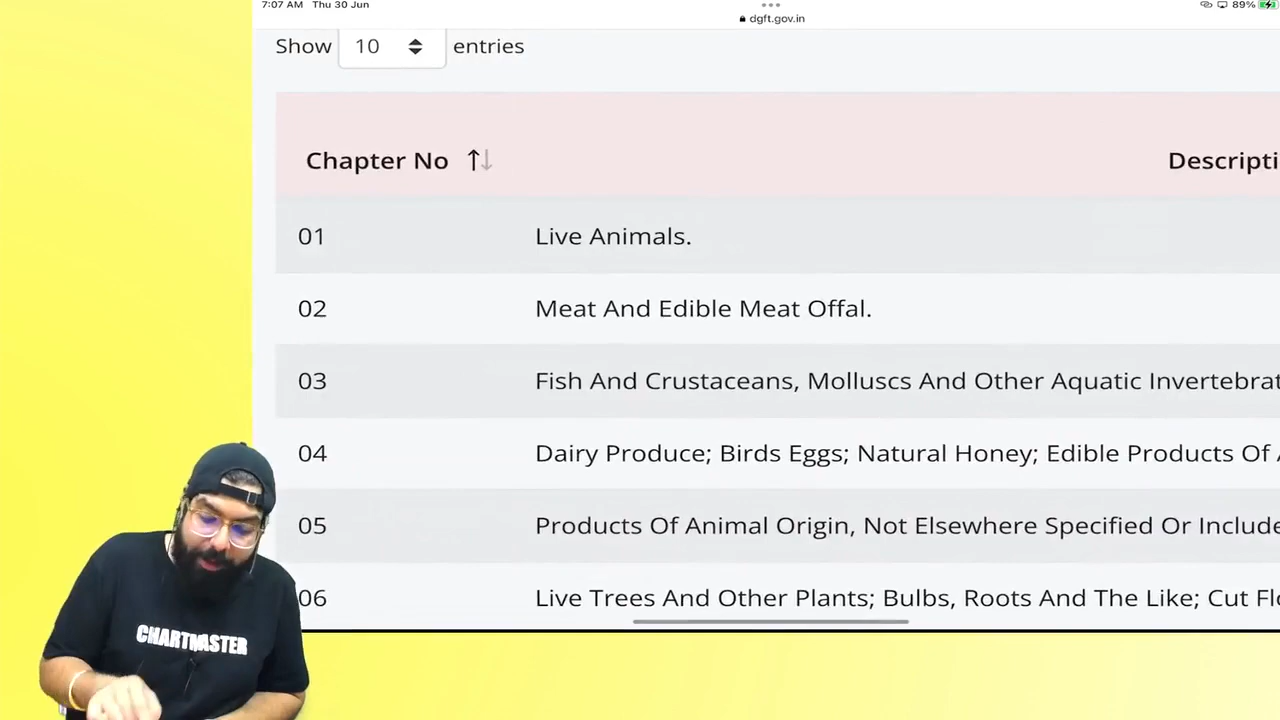 7:07 AM Thu 30 Jun
89%
dgft.gov.in
Show 10 entries
Chapter No
01 Live Animals.
02 Meat And Edible Meat Offal.
03 Fish And Crustaceans, Molluscs And Other Aquatic
04 Dairy Produce; Birds Eggs; Natural Honey; Edible Products Of
05 Products Of Animal Origin, Not Elsewhere Specified Or
06 Live Trees And Other Plants; Bulbs, Roots And The Like; Cut
CHARTMASTER